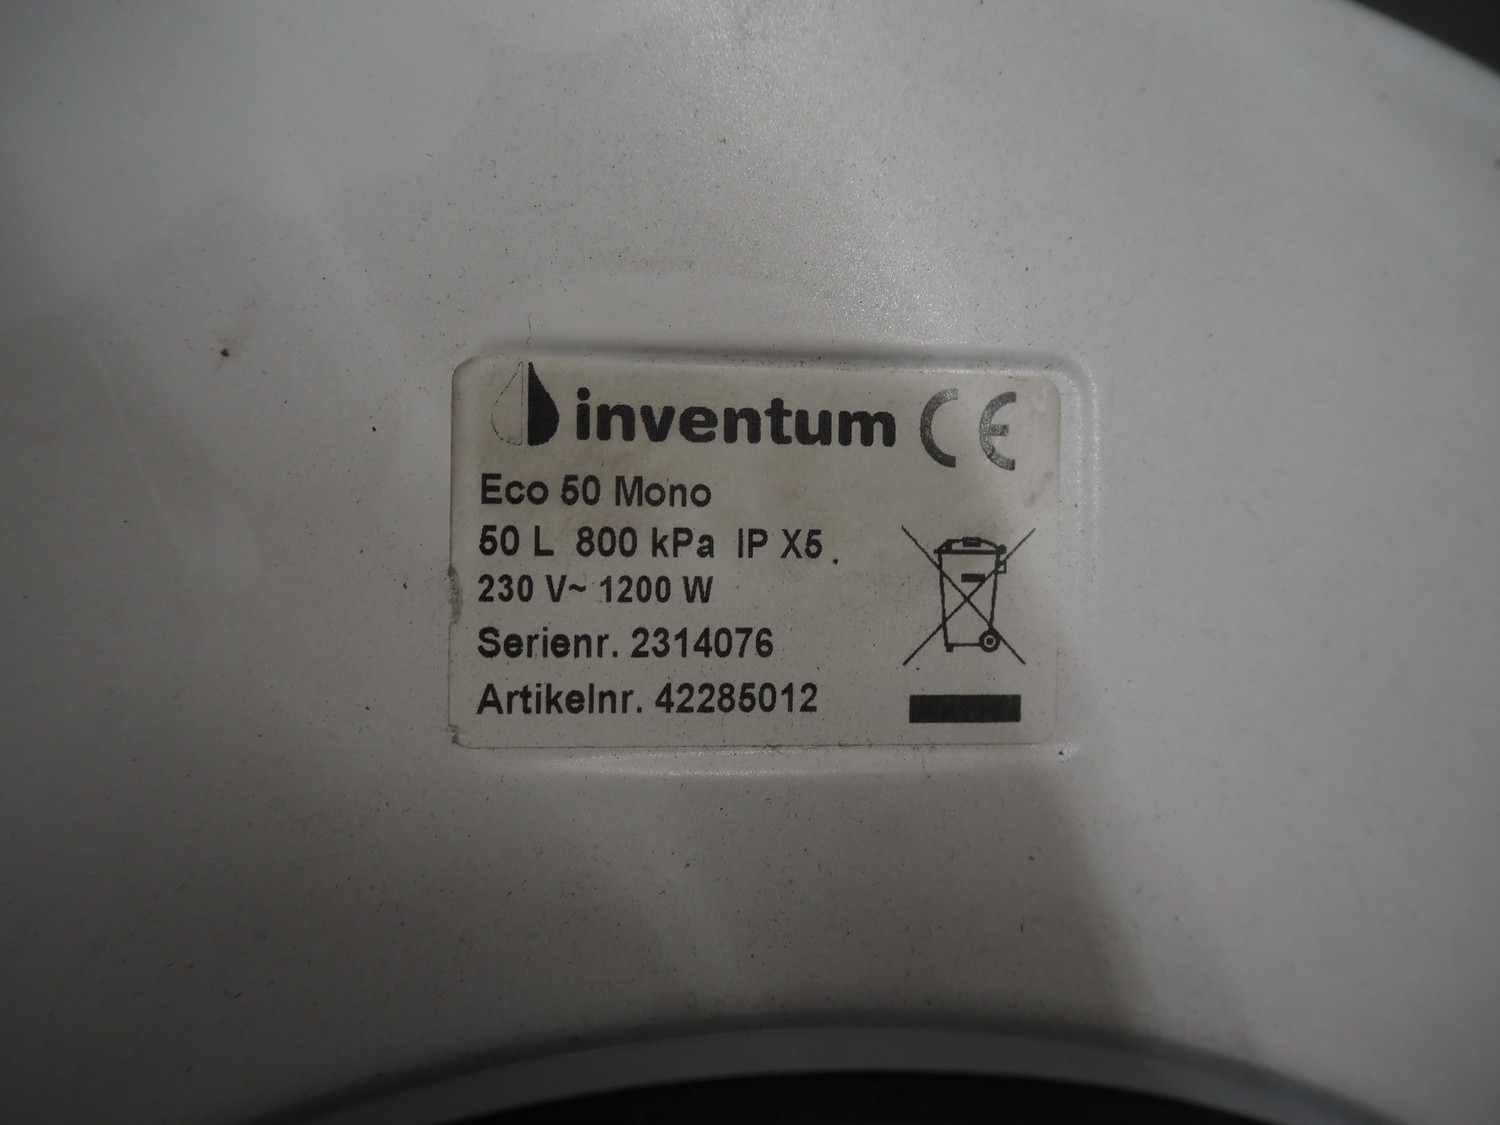 inventum CE
Eco 50 Mono
50 L 800 kPa IP X5.
230 V~ 1200 W
Serienr. 2314076
Artikelnr. 42285012